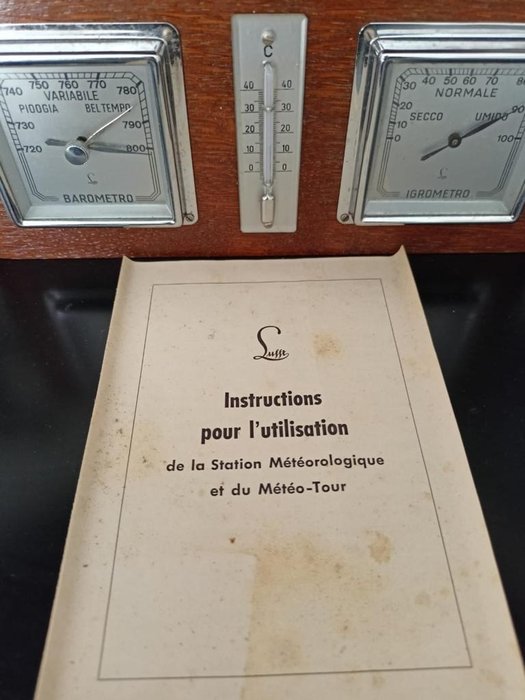 740 750 760 770 780
VARIABILE
PIOGGIA BELTEMPO
730 790
720 800
BAROMETRO
C
40 40
30 30
20 20
10 10
0 0
30 40 50 60 70 80
NORMALE
20 90
SECCO UMIDO
10
0 100
IGROMETRO
Lufft
Instructions
pour l'utilisation
de la Station Météorologique
et du Météo-Tour